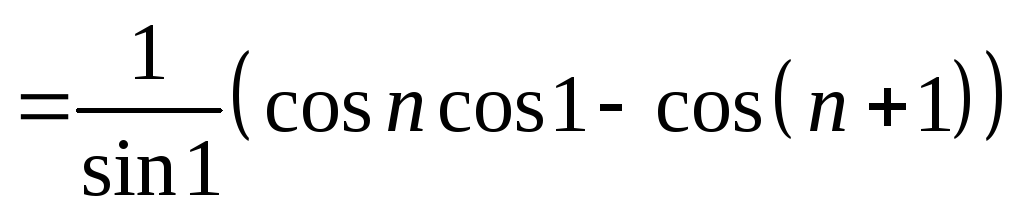 = 1/sin 1 (cos n cos 1 - cos(n + 1))